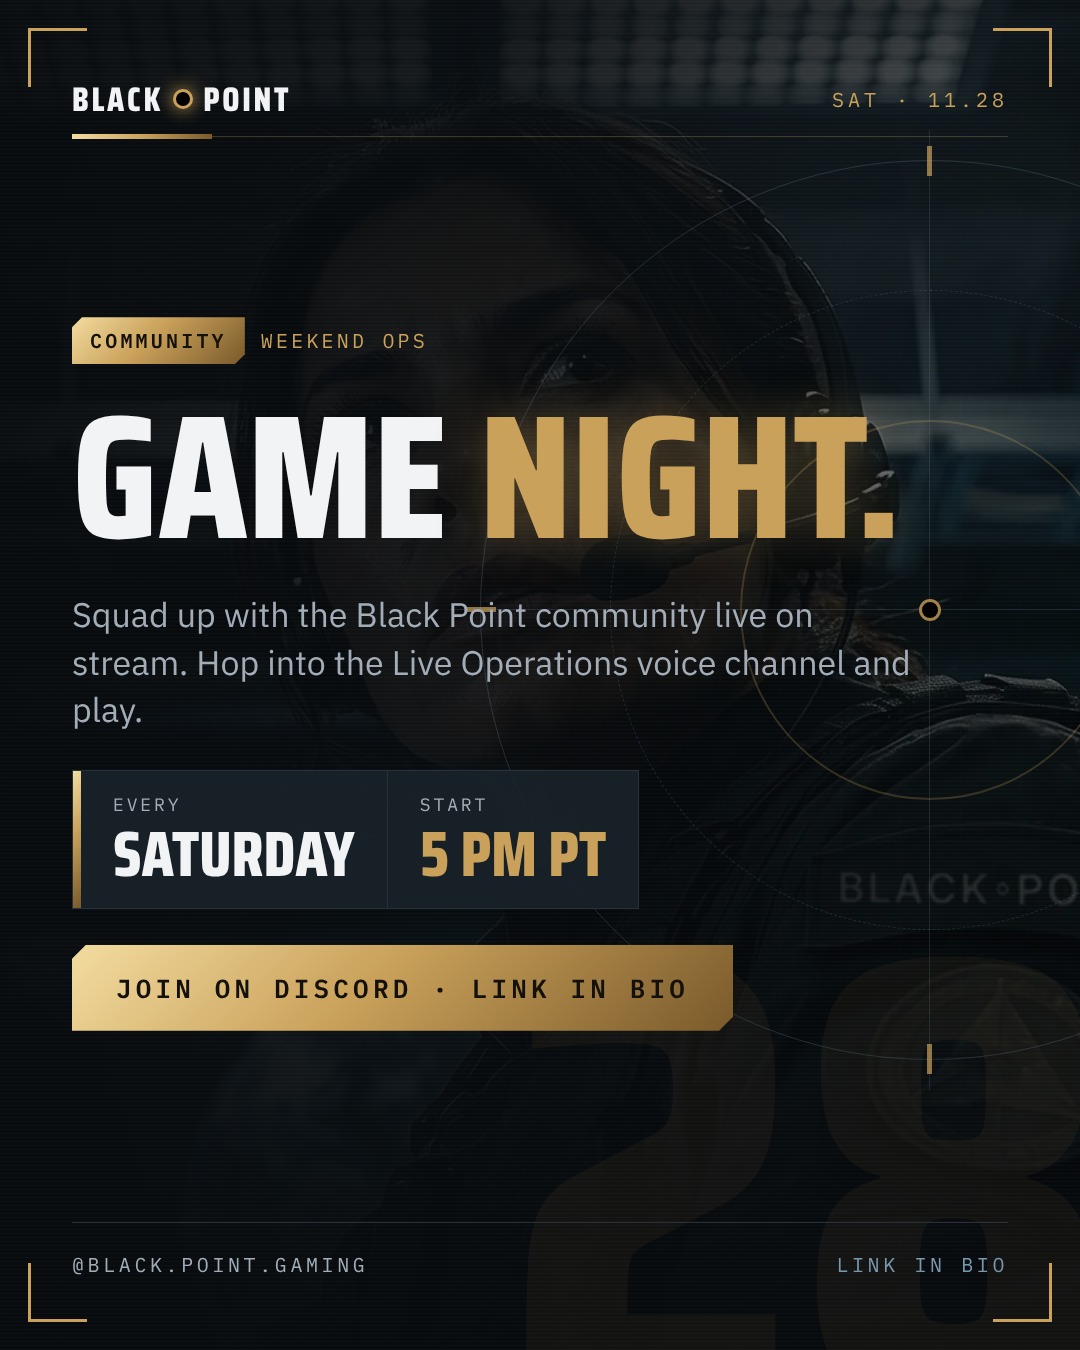 BLACK POINT
SAT · 11.28
COMMUNITY WEEKEND OPS
GAME NIGHT.
Squad up with the Black Point community live on
stream. Hop into the Live Operations voice channel and
play.
EVERY
SATURDAY
START
5 PM PT
BLACK◦PO
JOIN ON DISCORD · LINK IN BIO
28
@BLACK.POINT.GAMING
LINK IN BIO